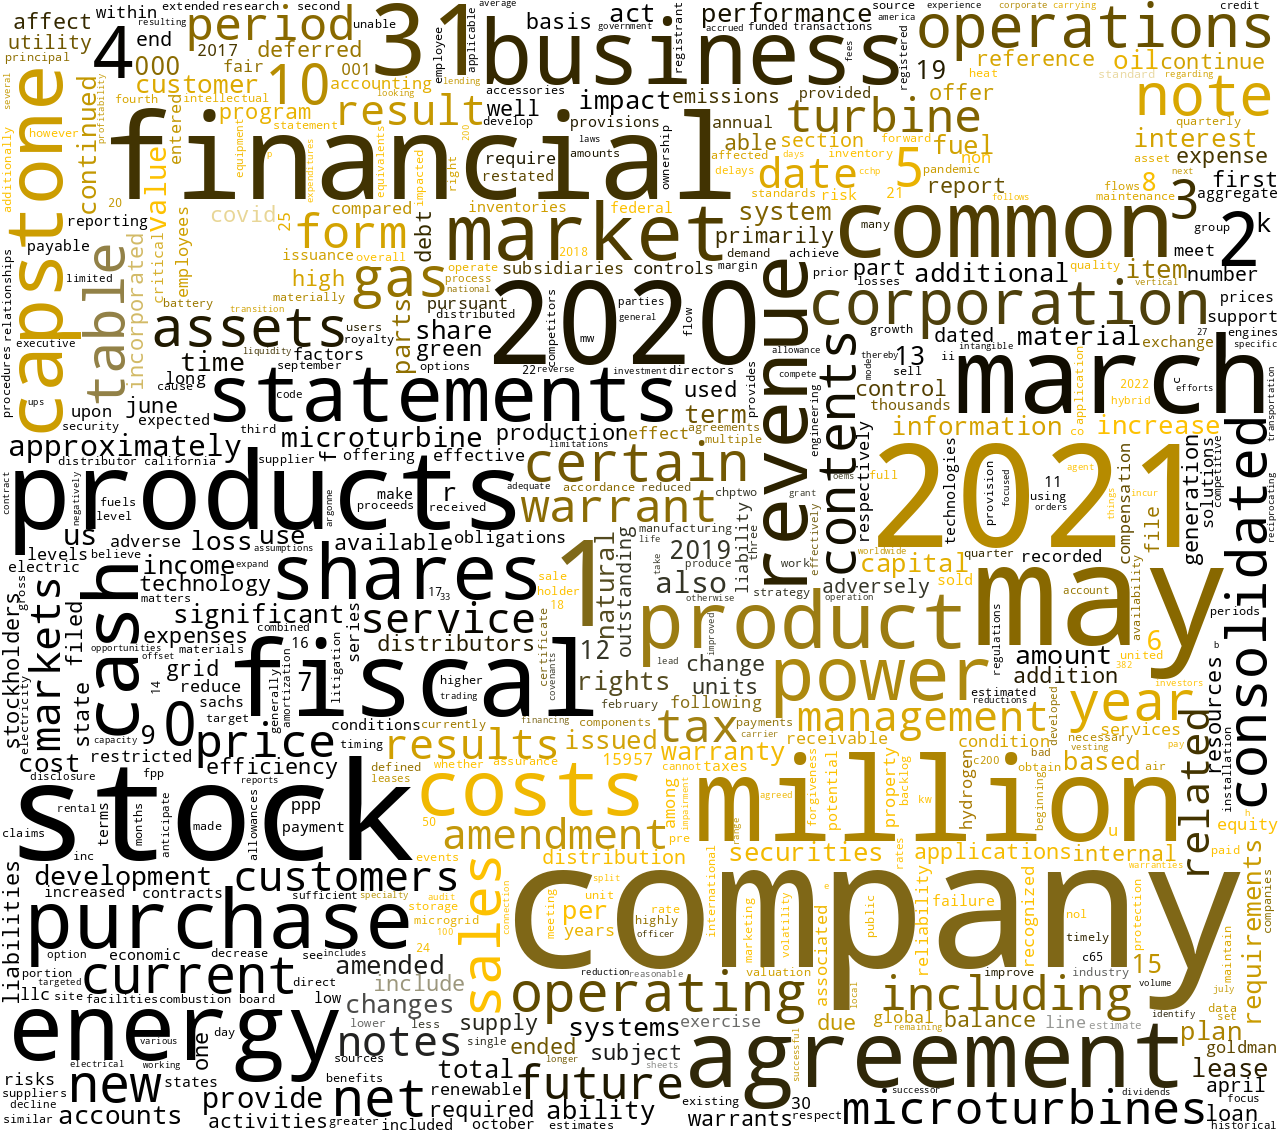 affect within extended research second
resulting
utility end 2017 period deferred
4 31
principal 000 fair 001
business
basis act performance
government
average
applicable
employee
registrant
accrued funded transactions
fees
source
america
experience
corporate carrying
credit
operations
registered
19
reference oil continue
heat standard regarding
offer
note
quarterly
interest
several
capstone
however
additionally
continued
profitability
customer 10 accounting
fourth intellectual looking
lending
program result
statement
entered
value
equipment
p
expenditures
equivalents
impacted
200
right
accessories
well impact emissions provided
develop provisions
laws
require amounts
restated
ownership
financial
annual turbine
able section forward fuel
affected days inventory non
delays date 5 pandemic
cchp
standards risk 21 report
follows
asset expense
flows 8 first
next
maintenance aggregate
3
20
reporting
payable
limited
relationships
procedures
executive
table
incorporated
critical
employees
covid 25 compared
form
issuance overall
high
materially
battery
transition
debt
inventories federal
market
2018
operate
process
national
gas
subsidiaries controls
system
primarily
demand achieve
margin prior
many
common
part additional
losses
quality item
vertical
meet group 2 k
number
prices
support
assets
users
royalty
liquidity
parts
pursuant
distributed
share
green
options
2020
competitors
parties
general
mw
flow
22 reverse
investment directors
provides
revenue
corporation
growth dated material exchange 27 engines
specific
thereby 13 ii intangible
sell
allowance
compete
model
contents
control
thousands
march
application
co
2022
hybrid
c
efforts
transportation
time factors
september
long
cause
code
ups upon june
security expected
third
statements
used
term
agreements
multiple
engineering
information increase
approximately microturbine production effect
limitations
distributor california supplier offering effective
f
certain
adequate accordance reduced
chptwo
grant
oems
respectively
full
2021
technologies
provision
focused
11
using
orders
agent
things
incur
compensation
file
generation
solutions
competitive
reciprocating
contract
products
fuels
level
negatively
argonne
make r
proceeds received
warrant
us adverse loss use available obligations
levels believe assumptions
electric income
expand
technology
matters
gross
stockholders
markets
filed
cash
shares
1
natural
outstanding
manufacturing
life
take
2019 produce
three
liability
also
otherwise
strategy
work
effectively
worldwide
capital
quarter recorded
sold
adversely
operation
account
availability
may
consolidated
periods
17 33
significant service
combined
expenses
materials
opportunities
offset
16
litigation
series
distributors
sale
holder
18
certificate
covenants
12
product
improved
lead change
units
regulations
amount
addition
6
united
382
b
investors
resources
grid
reduce
sachs
target
state
electricity
14
9 0
capacity
restricted
generally
amortization
7
fiscal
higher
trading
rights
february following
power
estimated
reductions
year
related
cost
disclosure
fpp
price
efficiency
reports
conditions
timing
currently
results
financing
issued
components
tax
payments
carrier
management
receivable
condition
bad
obtain
developed
necessary services
vesting pay
based air
installation
defined
leases
whether assurance
15957
warranty
cannot taxes
c200
rental
claims
terms
months
anticipate
stock
made
allowances
ppp
payment
costs
50
amendment
among
pre
impairment
million
agreed
range
forgiveness
potential
property
backlog
kw
hydrogen
beginning
u
h
equity
inc
development customers
events
distribution
securities
rates
applications internal
warranties
paid
companies
liabilities
increased contracts sufficient
specialty
audit
storage
microgrid
100
sales
connection
split
unit
per
years
meeting
rate
highly
officer
international
marketing
volatility
e
associated
public
reliability
failure
recognized
nol
timely
protection
requirements
purchase
option economic decrease see includes
24
company
portion
targeted
llc site
current
direct
amended
include
reduction reasonable
valuation
local
improve
c65
industry
15
volume
july
maintain
facilities combustion board low changes
operating
including
identify
data
set
energy
various
day
one
lower less
notes
supply
single
systems exercise
due global balance line estimate
remaining
plan
goldman
risks
suppliers
decline
similar
electrical
working
new states
accounts
provide
activities
sources
benefits
greater
net
included
total
renewable
required
october
ended
longer
future
estimates
ability
subject
sheets
existing
warrants
agreement
successful
30
respect
successor
microturbines
dividends
lease
april
focus
loan
historical